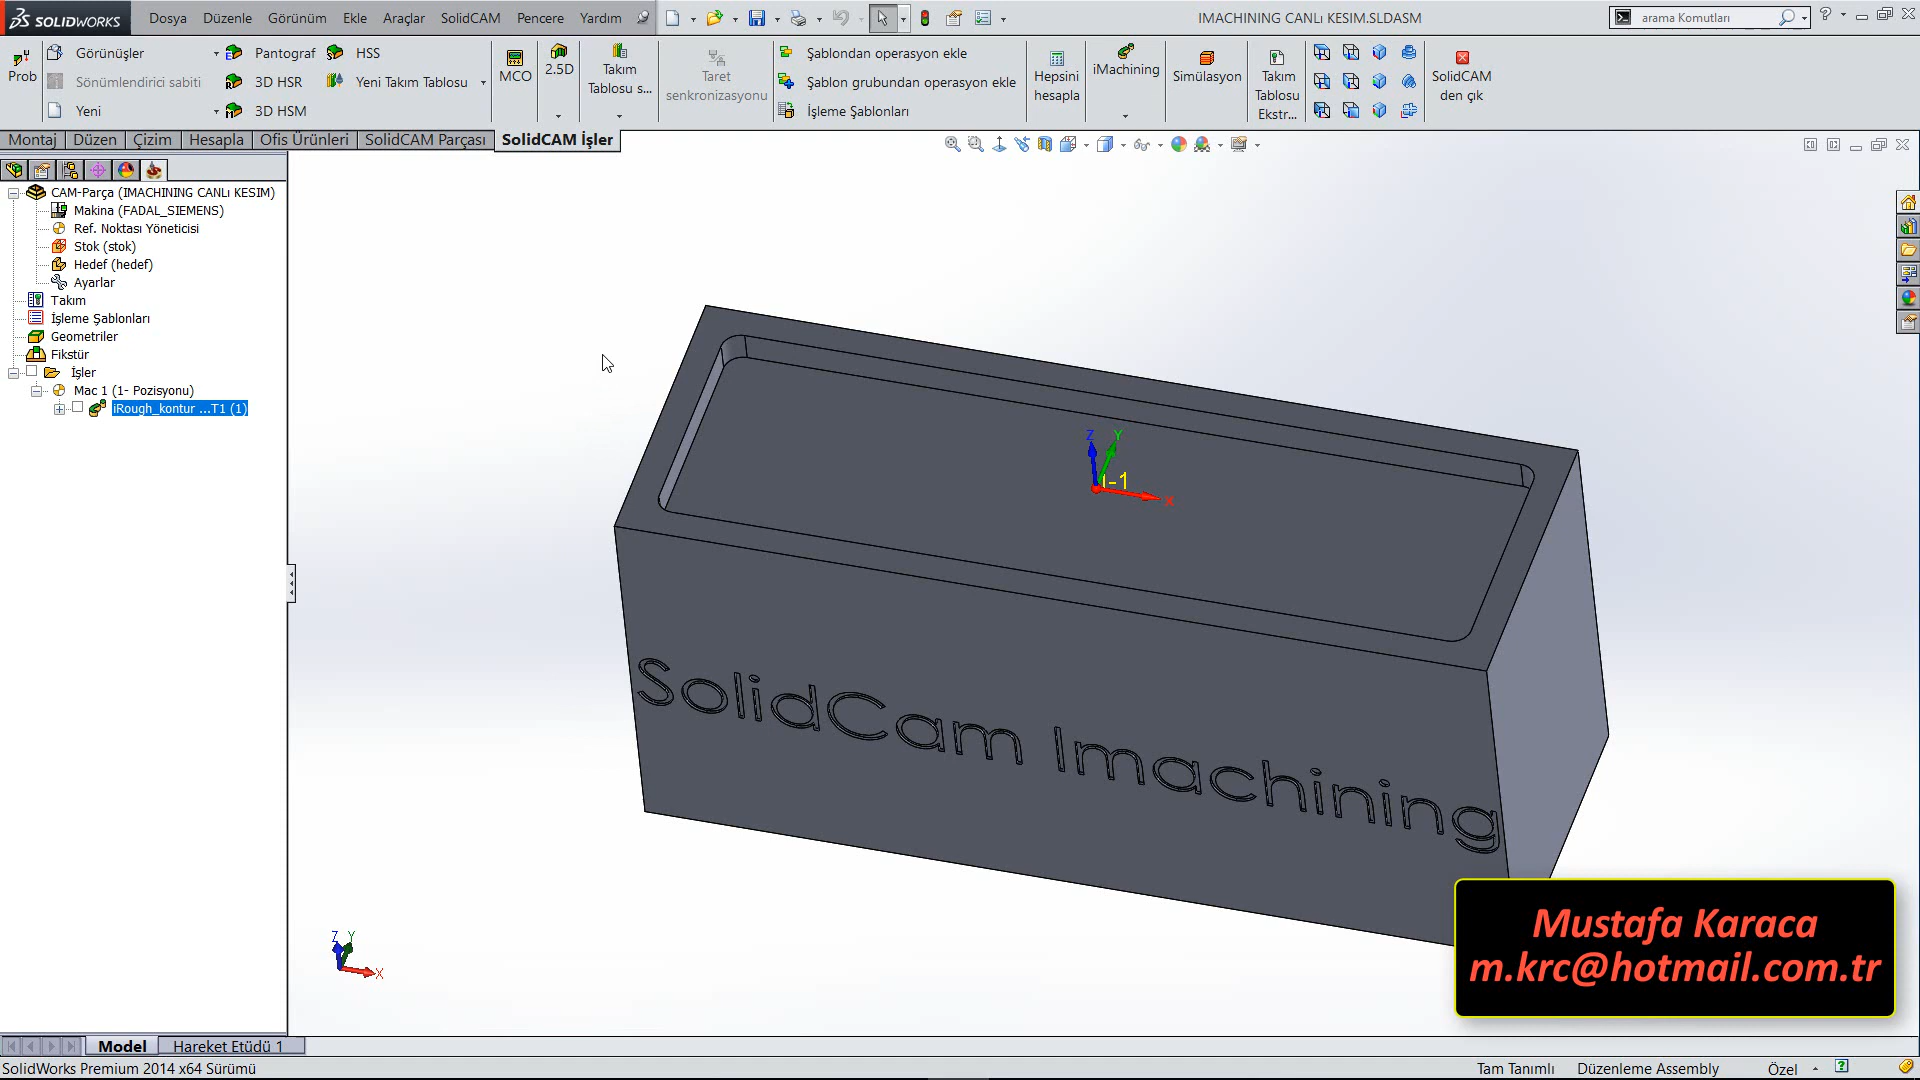 SOLIDWORKS
Dosya Düzenle Görünüm Ekle Araçlar SolidCAM Pencere Yardım
IMACHINING CANLı KESIM.SLDASM
arama Komutları
Prob
Görünüşler
Sönümlendirici sabiti
Yeni
Pantograf
3D HSR
3D HSM
HSS
Yeni Takım Tablosu
MCO
2.5D
Takım
Tablosu s...
Taret
senkronizasyonu
Şablondan operasyon ekle
Şablon grubundan operasyon ekle
İşleme Şablonları
Hepsini
hesapla
iMachining
Simülasyon
Takım
Tablosu
Ekstr...
SolidCAM
den çık
Montaj Düzen Çizim Hesapla Ofis Ürünleri SolidCAM Parçası SolidCAM İşler
CAM-Parça (IMACHINING CANLı KESIM)
Makina (FADAL_SIEMENS)
Ref. Noktası Yöneticisi
Stok (stok)
Hedef (hedef)
Ayarlar
Takım
İşleme Şablonları
Geometriler
Fikstür
İşler
Mac 1 (1- Pozisyonu)
iRough_kontur ...T1 (1)
Z Y
X
SolidCam Imachining
Z Y
X
Mustafa Karaca
m.krc@hotmail.com.tr
Model Hareket Etüdü 1
SolidWorks Premium 2014 x64 Sürümü
Tam Tanımlı Düzenleme Assembly Özel